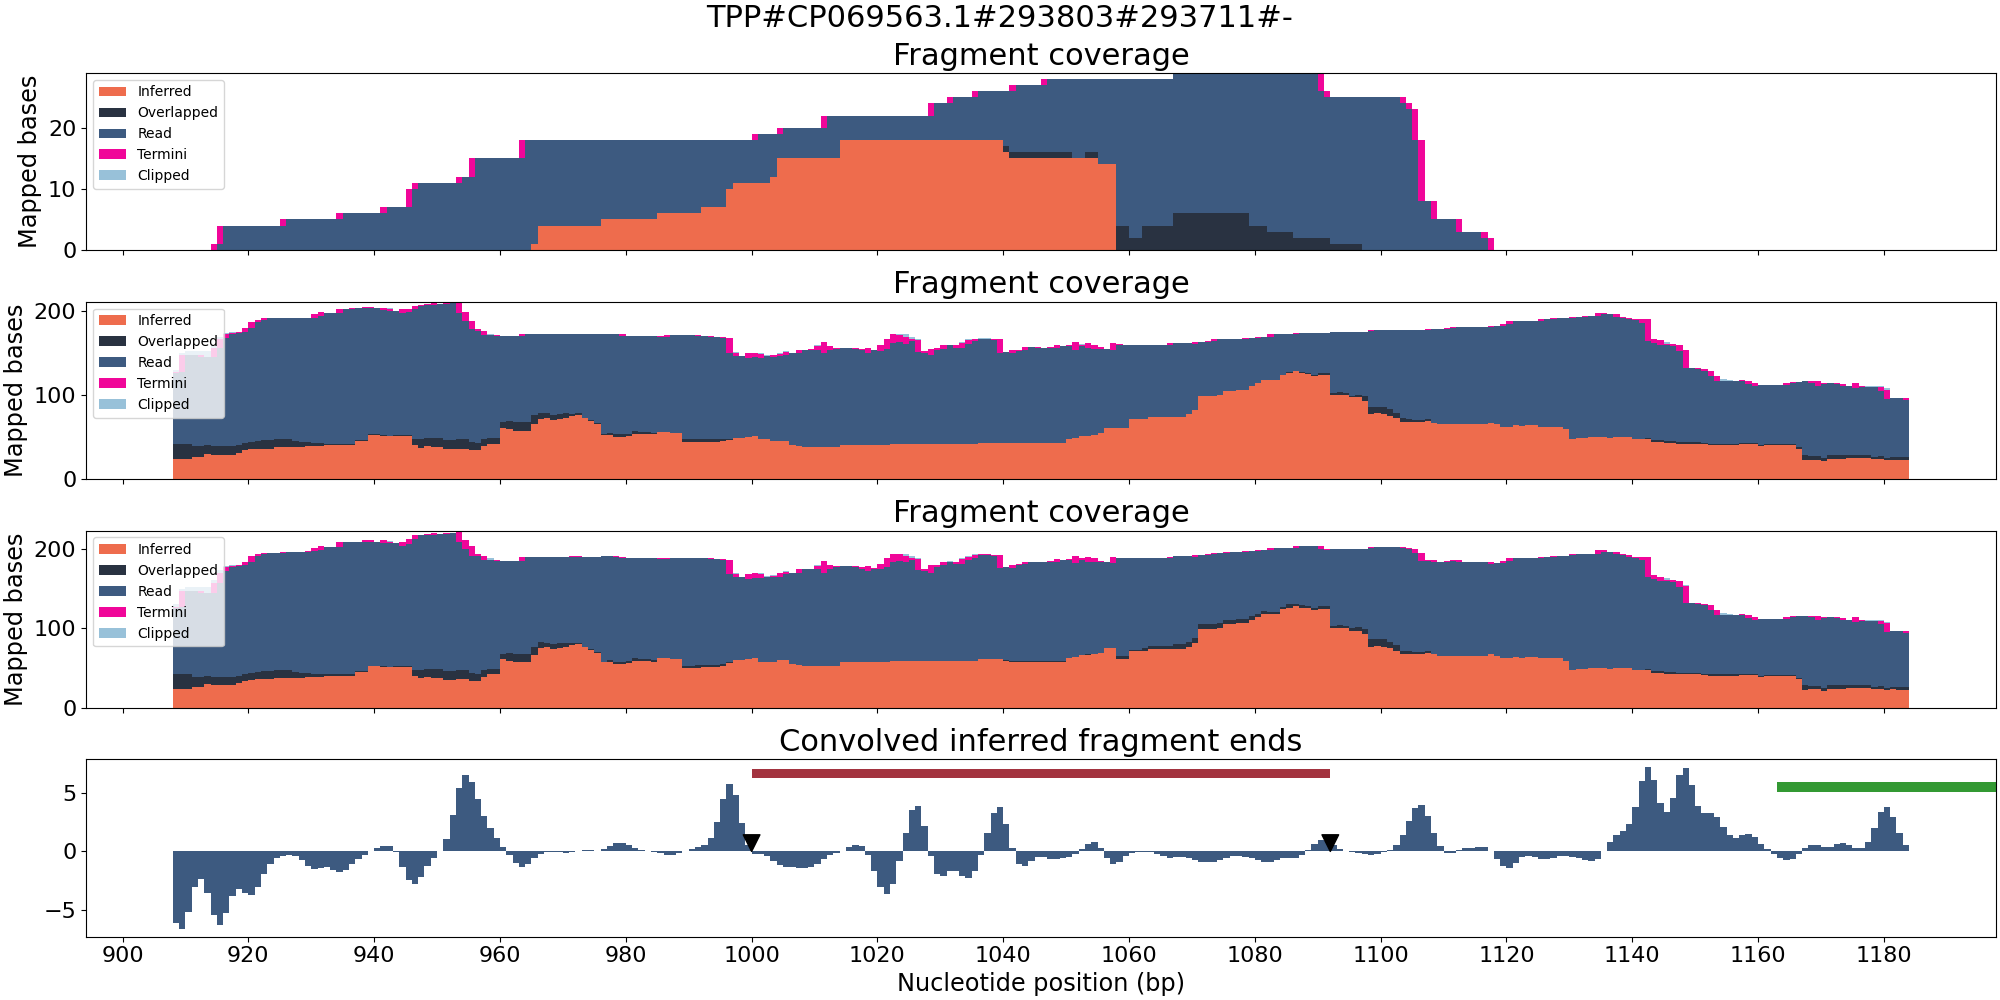 TPP#CP069563.1#293803#293711#-
Fragment coverage
Mapped bases
20
10
0
Inferred
Overlapped
Read
Termini
Clipped
Fragment coverage
Mapped bases
200
100
0
Inferred
Overlapped
Read
Termini
Clipped
Fragment coverage
Mapped bases
200
100
0
Inferred
Overlapped
Read
Termini
Clipped
Convolved inferred fragment ends
5
0
−5
900 920 940 960 980 1000 1020 1040 1060 1080 1100 1120 1140 1160 1180
Nucleotide position (bp)